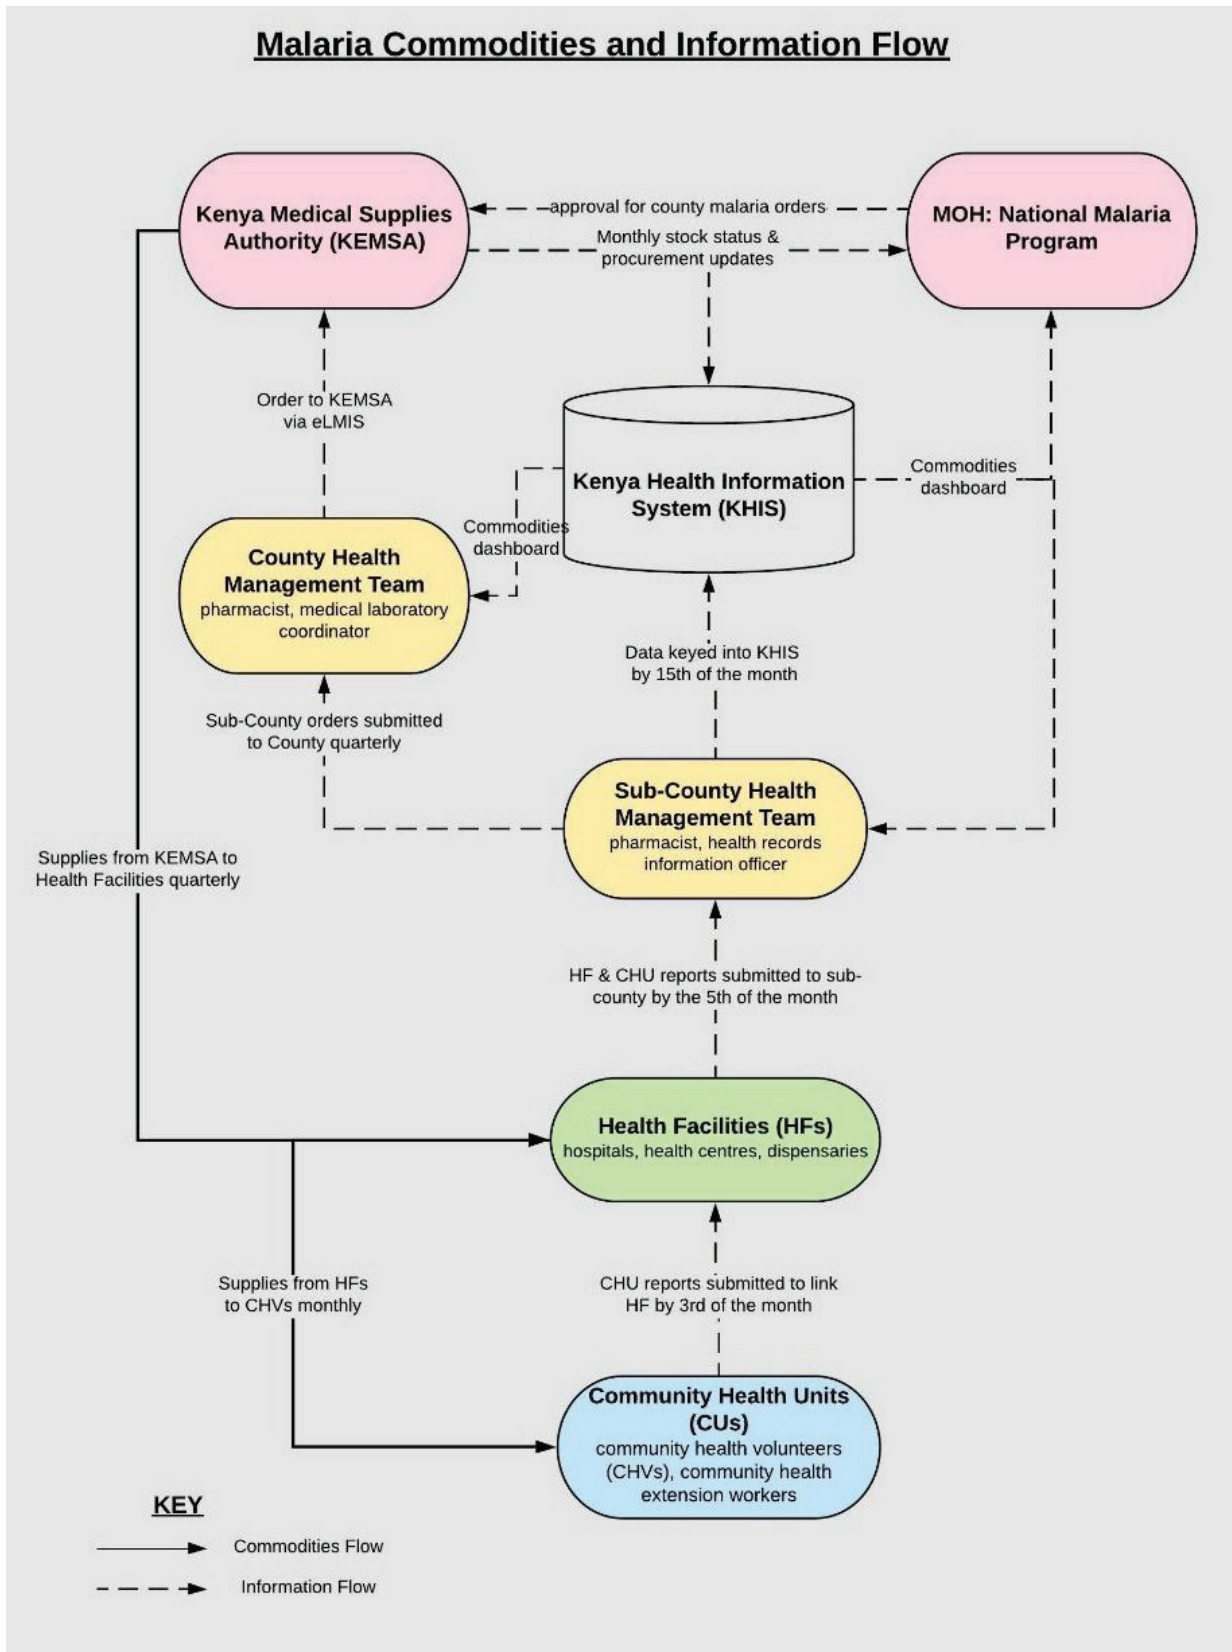 Malaria Commodities and Information Flow
Kenya Medical Supplies
Authority (KEMSA)
approval for county malaria orders
Monthly stock status &
procurement updates
MOH: National Malaria
Program
Order to KEMSA
via eLMIS
Kenya Health Information
System (KHIS)
Commodities
dashboard
Commodities
dashboard
County Health
Management Team
pharmacist, medical laboratory
coordinator
Data keyed into KHIS
by 15th of the month
Sub-County orders submitted
to County quarterly
Sub-County Health
Management Team
pharmacist, health records
information officer
Supplies from KEMSA to
Health Facilities quarterly
HF & CHU reports submitted to sub-
county by the 5th of the month
Health Facilities (HFs)
hospitals, health centres, dispensaries
Supplies from HFs
to CHVs monthly
CHU reports submitted to link
HF by 3rd of the month
Community Health Units
(CUs)
community health volunteers
(CHVs), community health
extension workers
KEY
Commodities Flow
Information Flow